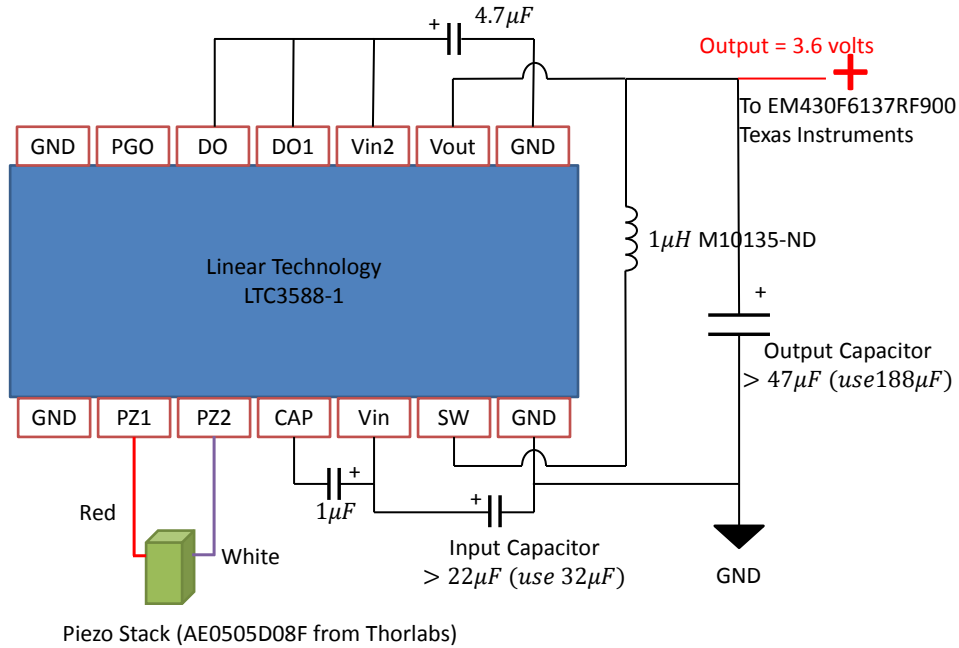 4.7μF
+
Output = 3.6 volts
To EM430F6137RF900
Texas Instruments
GND PGO DO DO1 Vin2 Vout GND
1μH M10135-ND
Linear Technology
LTC3588-1
+
Output Capacitor
> 47μF (use188μF)
GND PZ1 PZ2 CAP Vin SW GND
+
1μF
+
Red
White
Input Capacitor
> 22μF (use 32μF)
GND
Piezo Stack (AE0505D08F from Thorlabs)